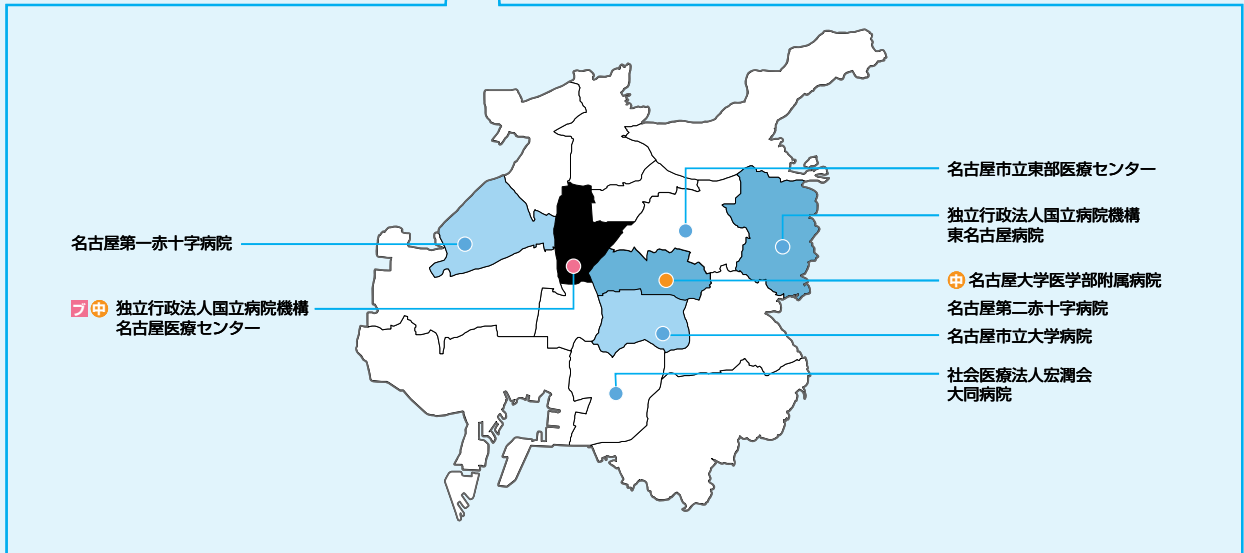 名古屋第一赤十字病院
ブ 中 独立行政法人国立病院機構
名古屋医療センター
名古屋市立東部医療センター
独立行政法人国立病院機構
東名古屋病院
中 名古屋大学医学部附属病院
名古屋第二赤十字病院
名古屋市立大学病院
社会医療法人宏潤会
大同病院